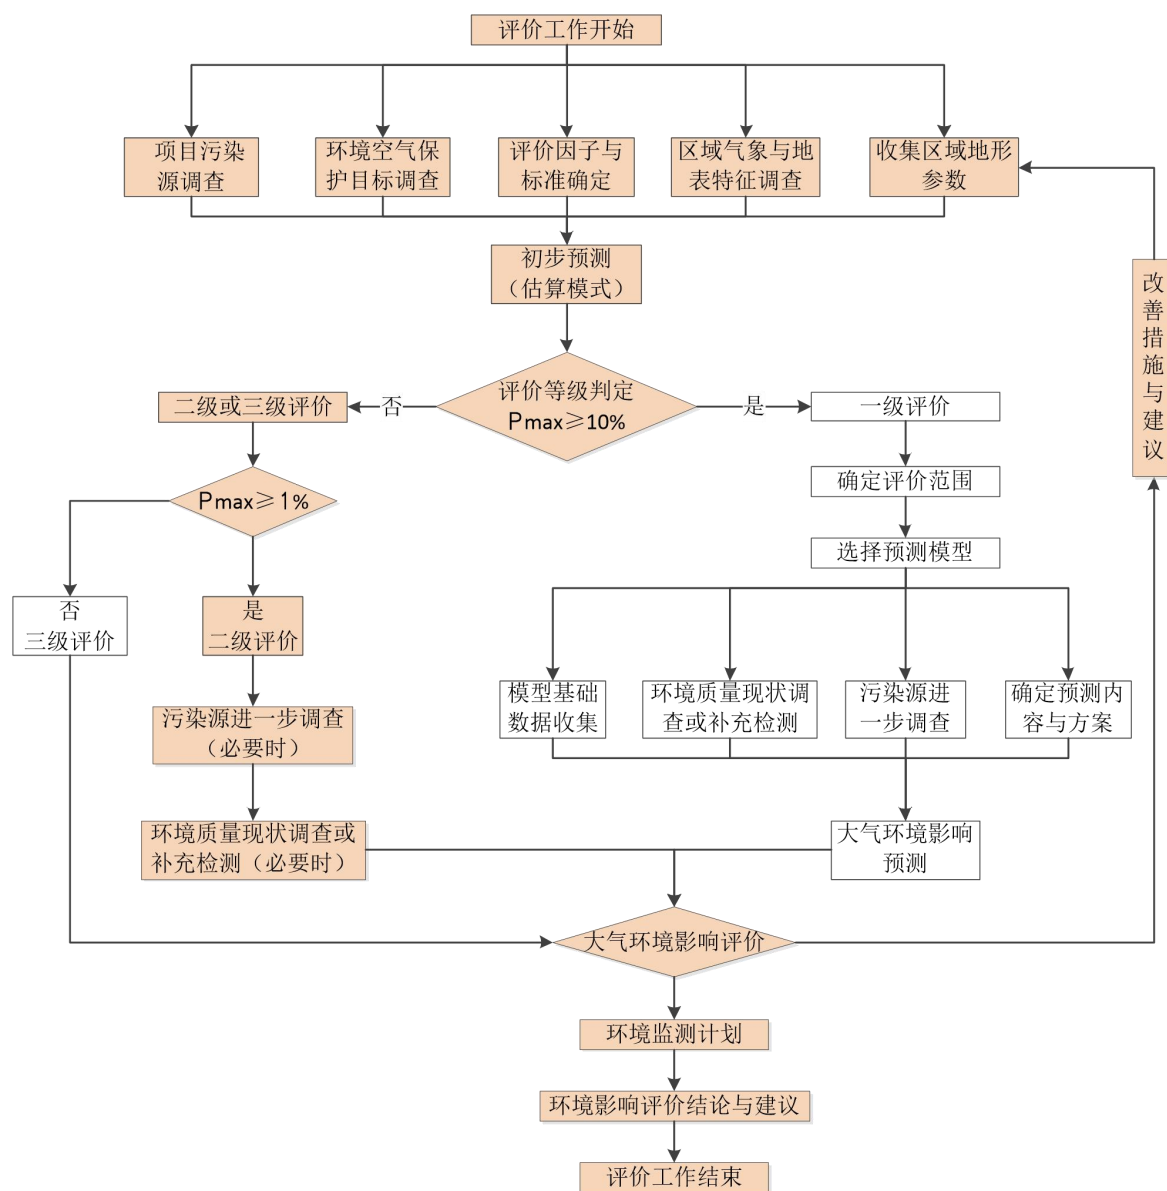 评价工作开始
项目污染
源调查
环境空气保
护目标调查
评价因子与
标准确定
区域气象与地
表特征调查
收集区域地形
参数
初步预测
（估算模式）
改
善
措
施
与
建
议
评价等级判定
Pmax≥10%
否
是
二级或三级评价
一级评价
Pmax≥1%
确定评价范围
选择预测模型
否
三级评价
是
二级评价
模型基础
数据收集
环境质量现状调
查或补充检测
污染源进
一步调查
确定预测内
容与方案
污染源进一步调查
（必要时）
环境质量现状调查或
补充检测（必要时）
大气环境影响
预测
大气环境影响评价
环境监测计划
环境影响评价结论与建议
评价工作结束